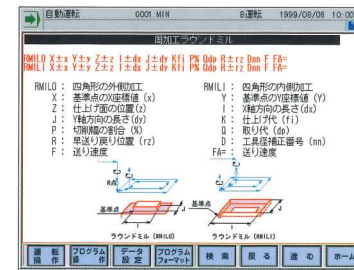 自動運転 0001.MIN B₁運転 1999/08/06 10:00
周加工ラウンドミル
RMILO X±x Y±y Z±z I±dx J±dy Kfi P% Qdp R±rz Dnn F FA=
RMILI X±x Y±y Z±z I±dx J±dy Kfi P% Qdp R±rz Dnn F FA=
RMILO : 四角形の外側加工 RMILI : 四角形の内側加工
X : 基準点のX座標値 (x) Y : 基準点のY座標値 (Y)
Z : 仕上げ面の位置(z) I : X軸方向の長さ(dx)
J : Y軸方向の長さ(dy) K : 仕上げ代 (fi)
P : 切削幅の割合 (%) Q : 取り代 (dp)
R : 早送り戻り位置 (rz) D : 工具径補正番号 (nn)
F : 送り速度 FA= : 送り速度
R点
基準点 J 基準点 J
I I
ラウンドミル (RMILO) ラウンドミル (RMILI)
運転操作 プログラム操作 データ設定 プログラムフォーマット 検索 戻る 進む ホーム